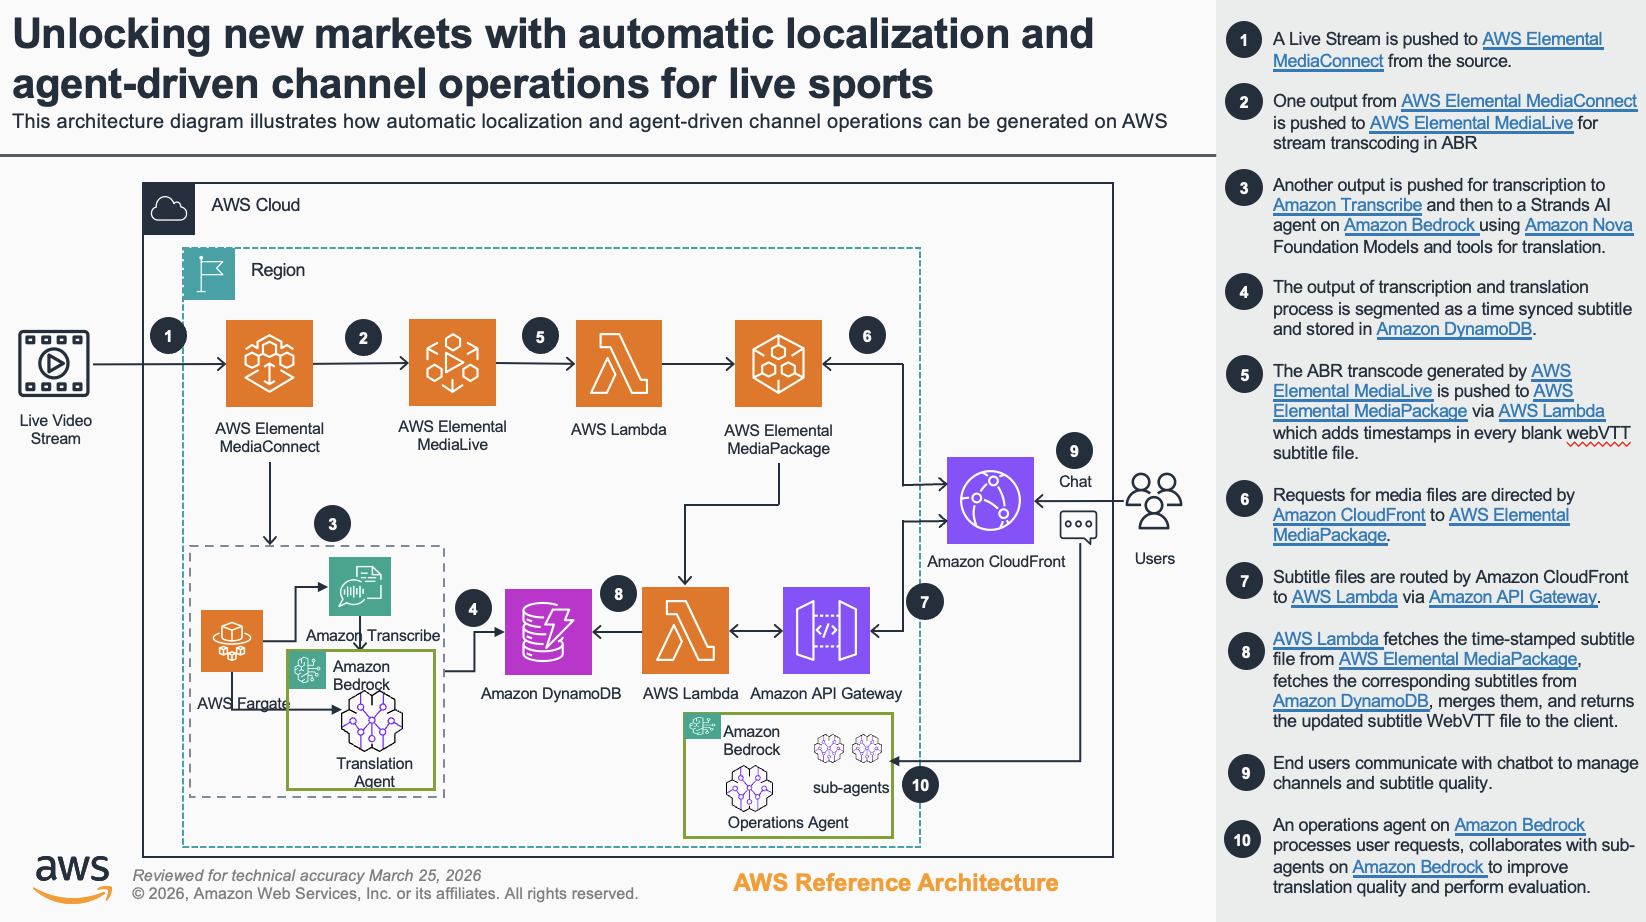 Unlocking new markets with automatic localization and
agent-driven channel operations for live sports
This architecture diagram illustrates how automatic localization and agent-driven channel operations can be generated on AWS
AWS Cloud
Region
1
2
5
6
Live Video
Stream
AWS Elemental
MediaConnect
AWS Elemental
MediaLive
AWS Lambda
AWS Elemental
MediaPackage
9
Chat
Amazon CloudFront
Users
3
Amazon Transcribe
AWS Fargate
Amazon
Bedrock
Translation
Agent
4
Amazon DynamoDB
8
AWS Lambda
Amazon API Gateway
7
Amazon
Bedrock
sub-agents
Operations Agent
10
aws
Reviewed for technical accuracy March 25, 2026
© 2026, Amazon Web Services, Inc. or its affiliates. All rights reserved.
AWS Reference Architecture
1
A Live Stream is pushed to AWS Elemental
MediaConnect from the source.
2
One output from AWS Elemental MediaConnect
is pushed to AWS Elemental MediaLive for
stream transcoding in ABR
3
Another output is pushed for transcription to
Amazon Transcribe and then to a Strands AI
agent on Amazon Bedrock using Amazon Nova
Foundation Models and tools for translation.
4
The output of transcription and translation
process is segmented as a time synced subtitle
and stored in Amazon DynamoDB.
5
The ABR transcode generated by AWS
Elemental MediaLive is pushed to AWS
Elemental MediaPackage via AWS Lambda
which adds timestamps in every blank webVTT
subtitle file.
6
Requests for media files are directed by
Amazon CloudFront to AWS Elemental
MediaPackage.
7
Subtitle files are routed by Amazon CloudFront
to AWS Lambda via Amazon API Gateway.
8
AWS Lambda fetches the time-stamped subtitle
file from AWS Elemental MediaPackage,
fetches the corresponding subtitles from
Amazon DynamoDB, merges them, and returns
the updated subtitle WebVTT file to the client.
9
End users communicate with chatbot to manage
channels and subtitle quality.
10
An operations agent on Amazon Bedrock
processes user requests, collaborates with sub-
agents on Amazon Bedrock to improve
translation quality and perform evaluation.